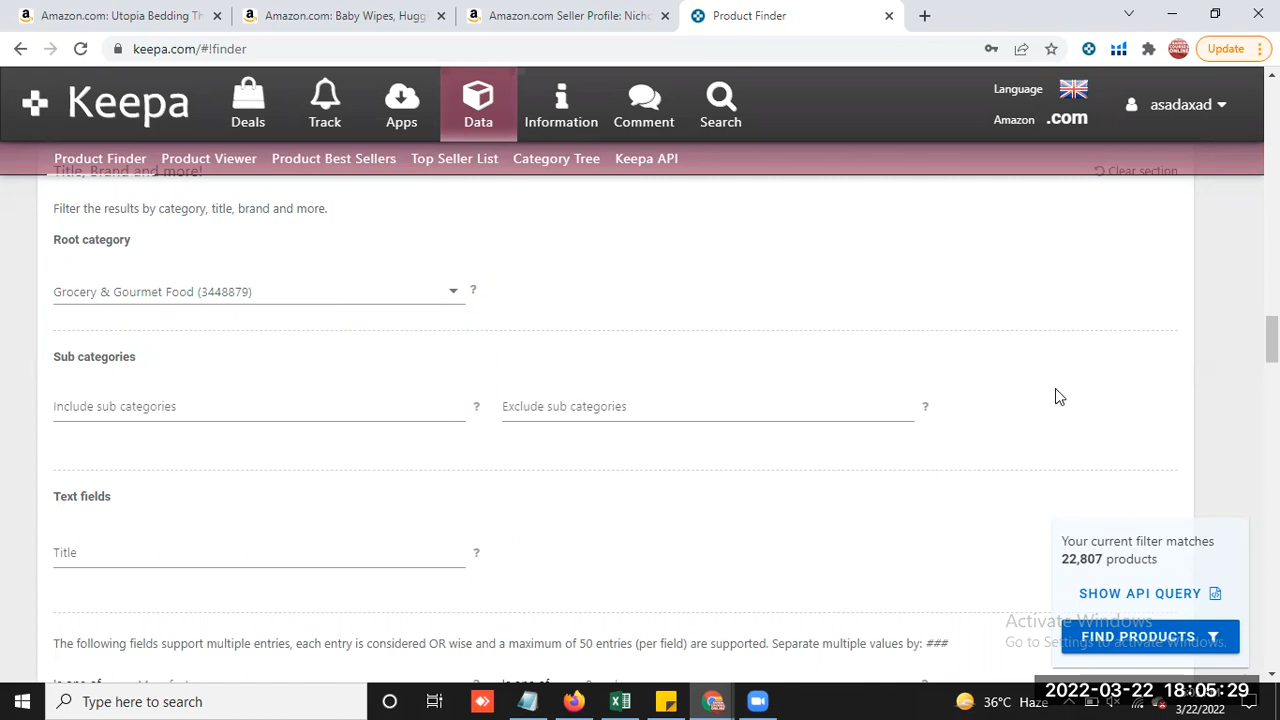 Amazon.com: Utopia Bedding Th
Amazon.com: Baby Wipes, Hugg
Amazon.com Seller Profile: Nicho
Product Finder
keepa.com/#!finder
Update
Keepa
Deals
Track
Apps
Data
Information
Comment
Search
Language
Amazon .com
asadaxad
Product Finder
Product Viewer
Product Best Sellers
Top Seller List
Category Tree
Keepa API
Title, Brand and more!
Clear section
Filter the results by category, title, brand and more.
Root category
Grocery & Gourmet Food (3448879)
?
Sub categories
Include sub categories
?
Exclude sub categories
?
Text fields
Title
?
Your current filter matches
22,807 products
SHOW API QUERY
Activate Windows
Go to Settings to activate Windows.
FIND PRODUCTS
The following fields support multiple entries, each entry is considered OR wise and a maximum of 50 entries (per field) are supported. Separate multiple values by: ###
Type here to search
36°C Haze
2022-03-22 18:05:29
3/22/2022